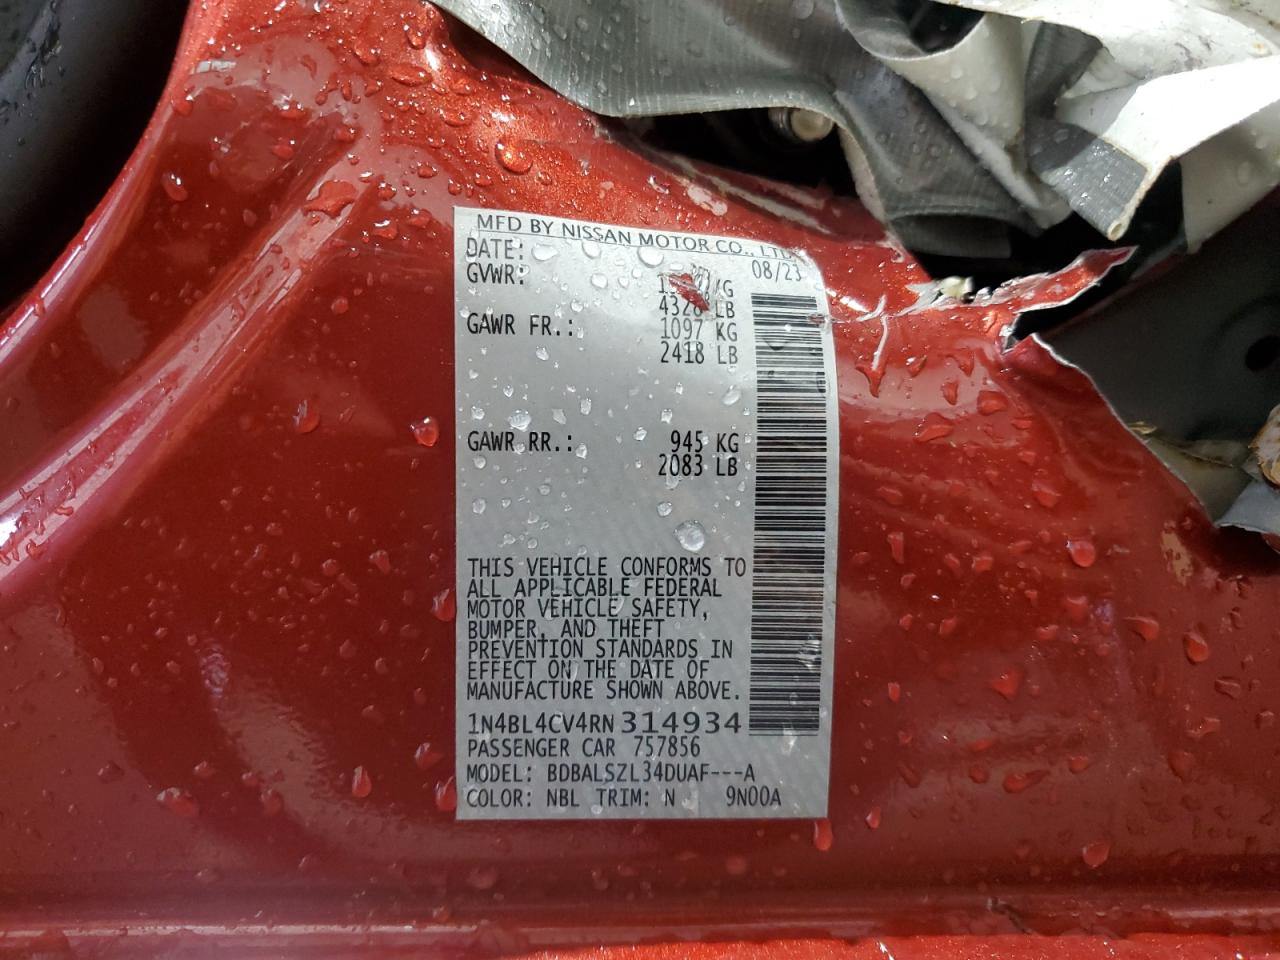 MFD BY NISSAN MOTOR CO., LTD
DATE: 08/23
GVWR: KG
4328 LB
GAWR FR.: 1097 KG
2418 LB
GAWR RR.: 945 KG
2083 LB
THIS VEHICLE CONFORMS TO
ALL APPLICABLE FEDERAL
MOTOR VEHICLE SAFETY,
BUMPER, AND THEFT
PREVENTION STANDARDS IN
EFFECT ON THE DATE OF
MANUFACTURE SHOWN ABOVE.
1N4BL4CV4RN 314934
PASSENGER CAR 757856
MODEL: BDBALSZL34DUAF---A
COLOR: NBL TRIM: N 9N00A